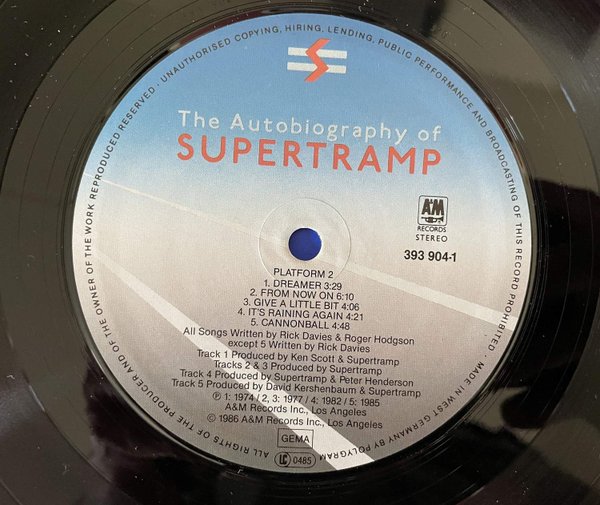 ALL RIGHTS OF THE PRODUCER AND OF THE OWNER OF THE WORK REPRODUCED RESERVED · UNAUTHORISED COPYING, HIRING, LENDING, PUBLIC PERFORMANCE AND BROADCASTING OF THIS RECORD PROHIBITED · MADE IN WEST GERMANY BY POLYGRAM
The Autobiography of
SUPERTRAMP
A&M
RECORDS
STEREO
393 904-1
PLATFORM 2
1. DREAMER 3:29
2. FROM NOW ON 6:10
3. GIVE A LITTLE BIT 4:06
4. IT'S RAINING AGAIN 4:21
5. CANNONBALL 4:48
All Songs Written by Rick Davies & Roger Hodgson
except 5 Written by Rick Davies
Track 1 Produced by Ken Scott & Supertramp
Tracks 2 & 3 Produced by Supertramp
Track 4 Produced by Supertramp & Peter Henderson
Track 5 Produced by David Kershenbaum & Supertramp
℗ 1: 1974 / 2, 3: 1977 / 4: 1982 / 5: 1985
A&M Records Inc., Los Angeles
© 1986 A&M Records Inc., Los Angeles
GEMA
LC 0485